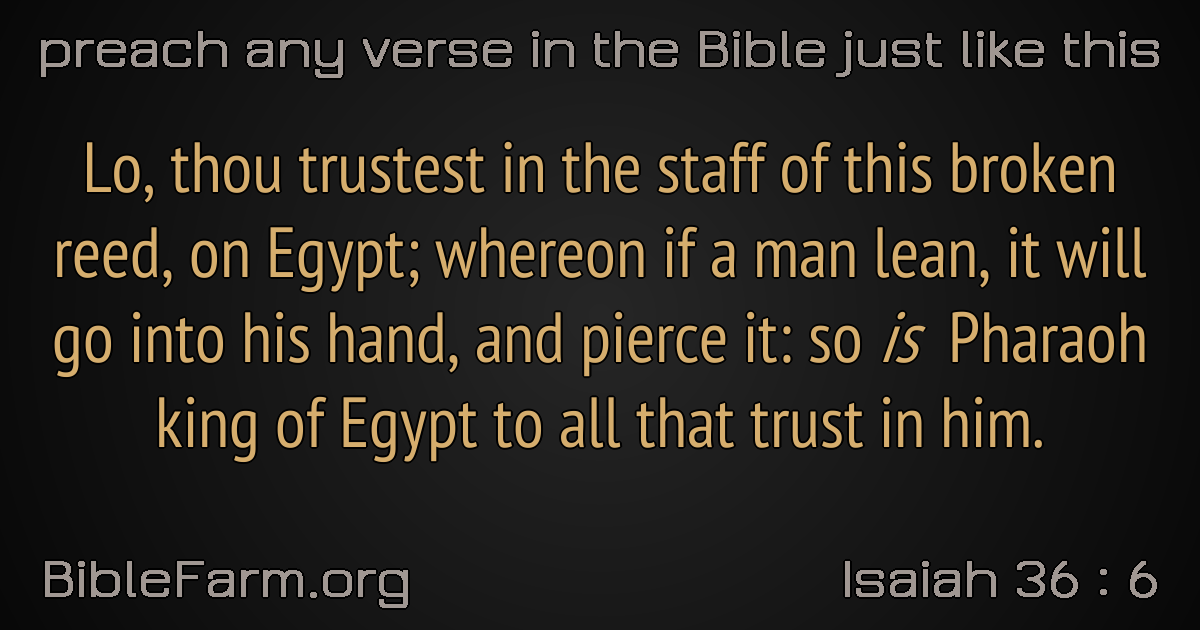 preach any verse in the Bible just like this
Lo, thou trustest in the staff of this broken
reed, on Egypt; whereon if a man lean, it will
go into his hand, and pierce it: so is Pharaoh
king of Egypt to all that trust in him.
BibleFarm.org
Isaiah 36 : 6